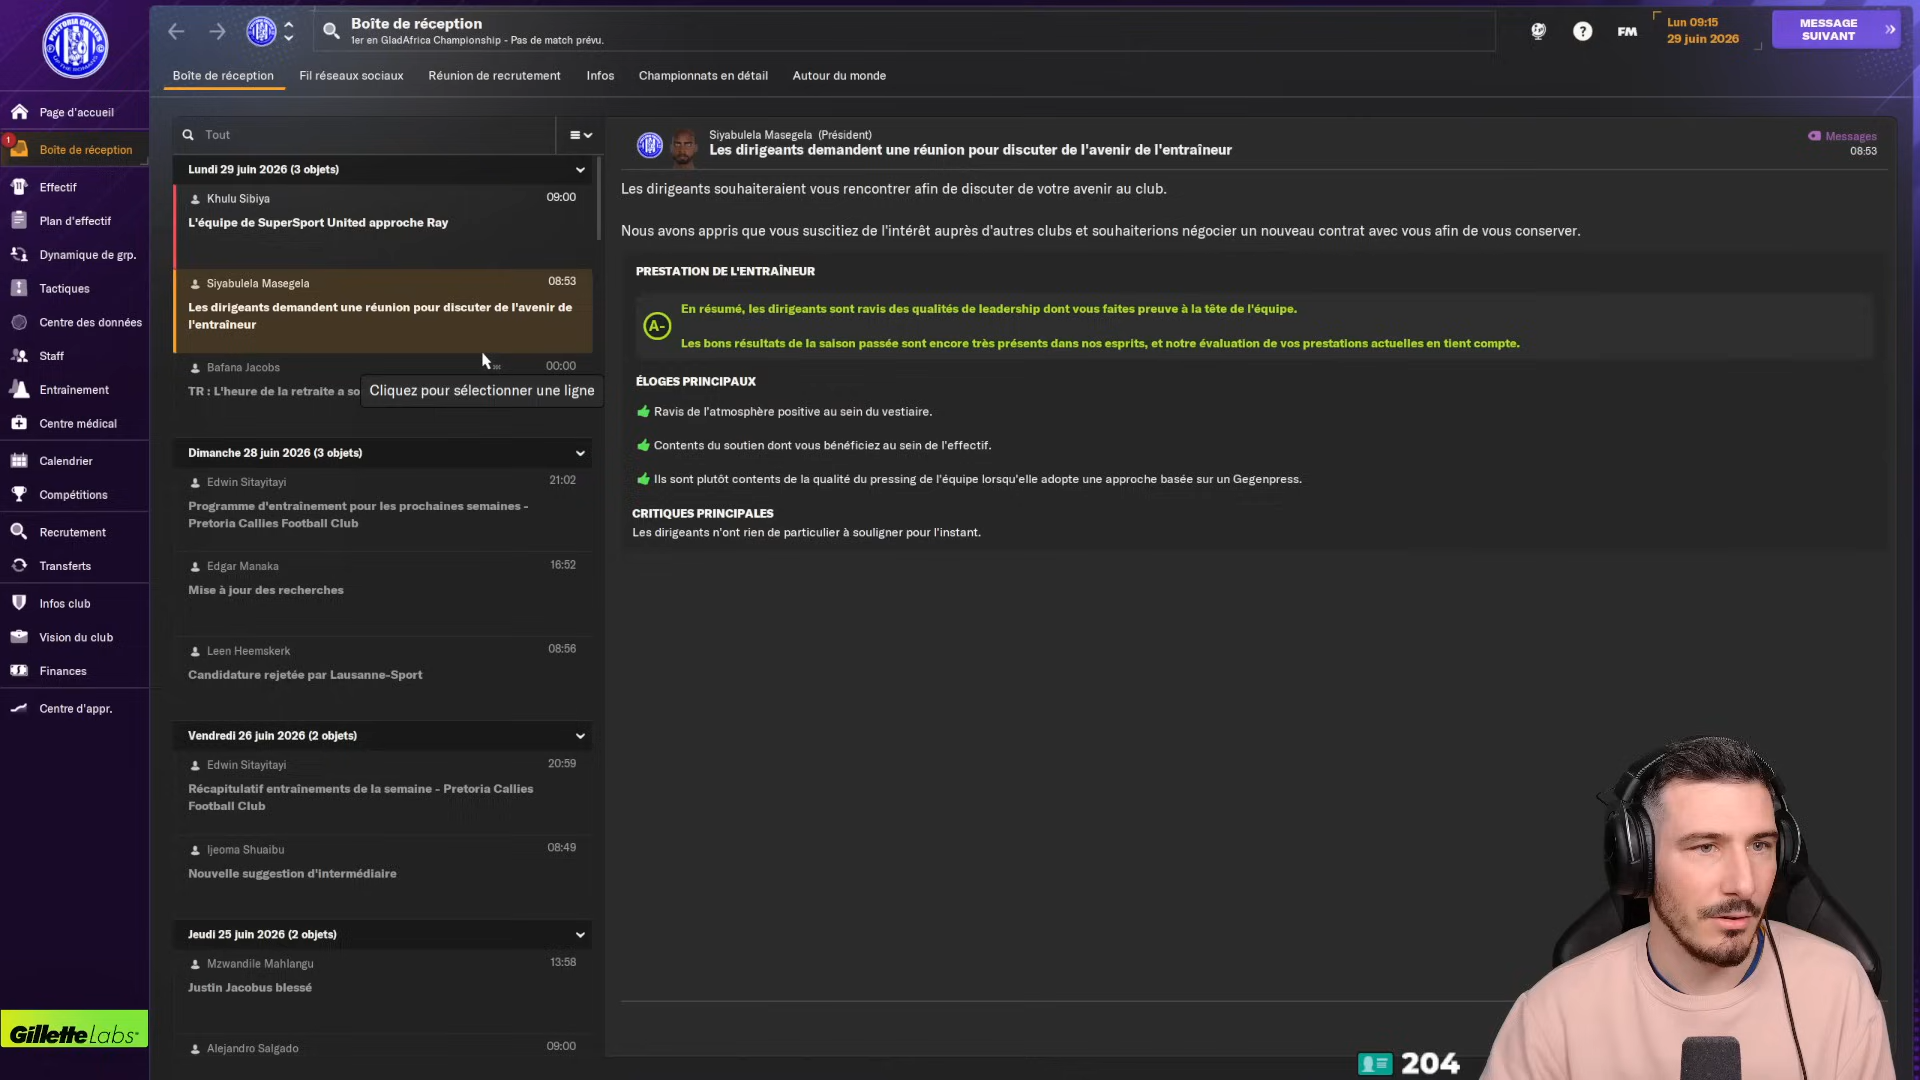 Boîte de réception
1er en GladAfrica Championship - Pas de match prévu.
FM
Lun 09:15
29 juin 2026
MESSAGE
SUIVANT
Boîte de réception
Fil réseaux sociaux
Réunion de recrutement
Infos
Championnats en détail
Autour du monde
Page d'accueil
1
Boîte de réception
Effectif
Plan d'effectif
Dynamique de grp.
Tactiques
Centre des données
Staff
Entraînement
Centre médical
Calendrier
Compétitions
Recrutement
Transferts
Infos club
Vision du club
Finances
Centre d'appr.
Gillette Labs
Tout
Lundi 29 juin 2026 (3 objets)
Khulu Sibiya 09:00
L'équipe de SuperSport United approche Ray
Siyabulela Masegela 08:53
Les dirigeants demandent une réunion pour discuter de l'avenir de
l'entraîneur
Bafana Jacobs 00:00
TR : L'heure de la retraite a so
Cliquez pour sélectionner une ligne
Dimanche 28 juin 2026 (3 objets)
Edwin Sitayitayi 21:02
Programme d'entraînement pour les prochaines semaines -
Pretoria Callies Football Club
Edgar Manaka 16:52
Mise à jour des recherches
Leen Heemskerk 08:56
Candidature rejetée par Lausanne-Sport
Vendredi 26 juin 2026 (2 objets)
Edwin Sitayitayi 20:59
Récapitulatif entraînements de la semaine - Pretoria Callies
Football Club
Ijeoma Shuaibu 08:49
Nouvelle suggestion d'intermédiaire
Jeudi 25 juin 2026 (2 objets)
Mzwandile Mahlangu 13:58
Justin Jacobus blessé
Alejandro Salgado 09:00
Siyabulela Masegela (Président)
Les dirigeants demandent une réunion pour discuter de l'avenir de l'entraîneur
Messages
08:53
Les dirigeants souhaiteraient vous rencontrer afin de discuter de votre avenir au club.
Nous avons appris que vous suscitiez de l'intérêt auprès d'autres clubs et souhaiterions négocier un nouveau contrat avec vous afin de vous conserver.
PRESTATION DE L'ENTRAÎNEUR
A-
En résumé, les dirigeants sont ravis des qualités de leadership dont vous faites preuve à la tête de l'équipe.
Les bons résultats de la saison passée sont encore très présents dans nos esprits, et notre évaluation de vos prestations actuelles en tient compte.
ÉLOGES PRINCIPAUX
Ravis de l'atmosphère positive au sein du vestiaire.
Contents du soutien dont vous bénéficiez au sein de l'effectif.
Ils sont plutôt contents de la qualité du pressing de l'équipe lorsqu'elle adopte une approche basée sur un Gegenpress.
CRITIQUES PRINCIPALES
Les dirigeants n'ont rien de particulier à souligner pour l'instant.
204